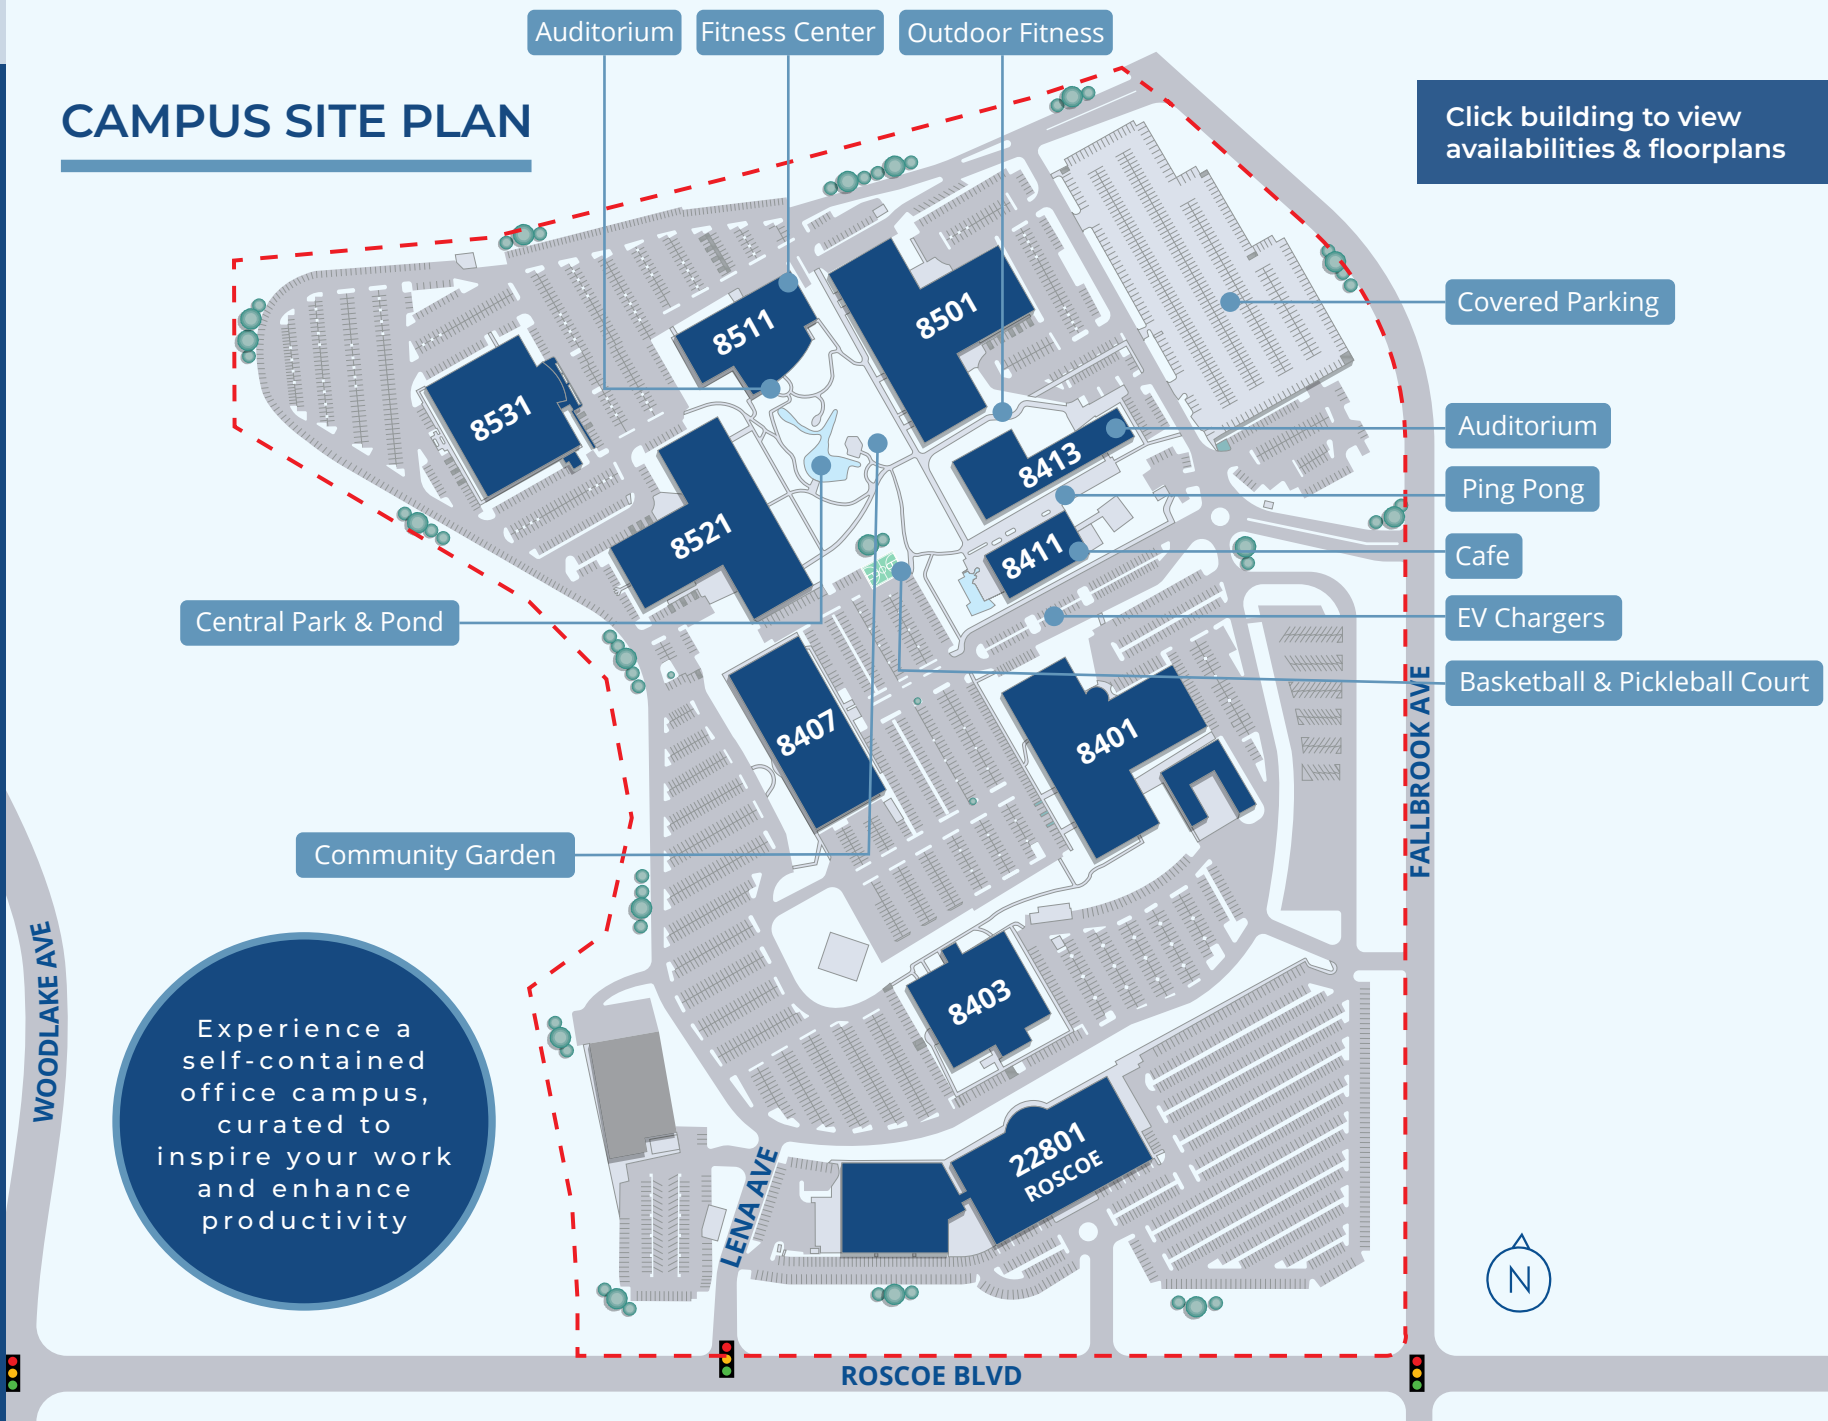 Auditorium
Fitness Center
Outdoor Fitness
CAMPUS SITE PLAN
Click building to view
availabilities & floorplans
Covered Parking
8511
8501
8531
Auditorium
8413
Ping Pong
8521
8411
Cafe
Central Park & Pond
EV Chargers
Basketball & Pickleball Court
8407
8401
FALLBROOK AVE
Community Garden
WOODLAKE AVE
8403
Experience a
self-contained
office campus,
curated to
inspire your work
and enhance
productivity
22801
ROSCOE
LENA AVE
N
ROSCOE BLVD